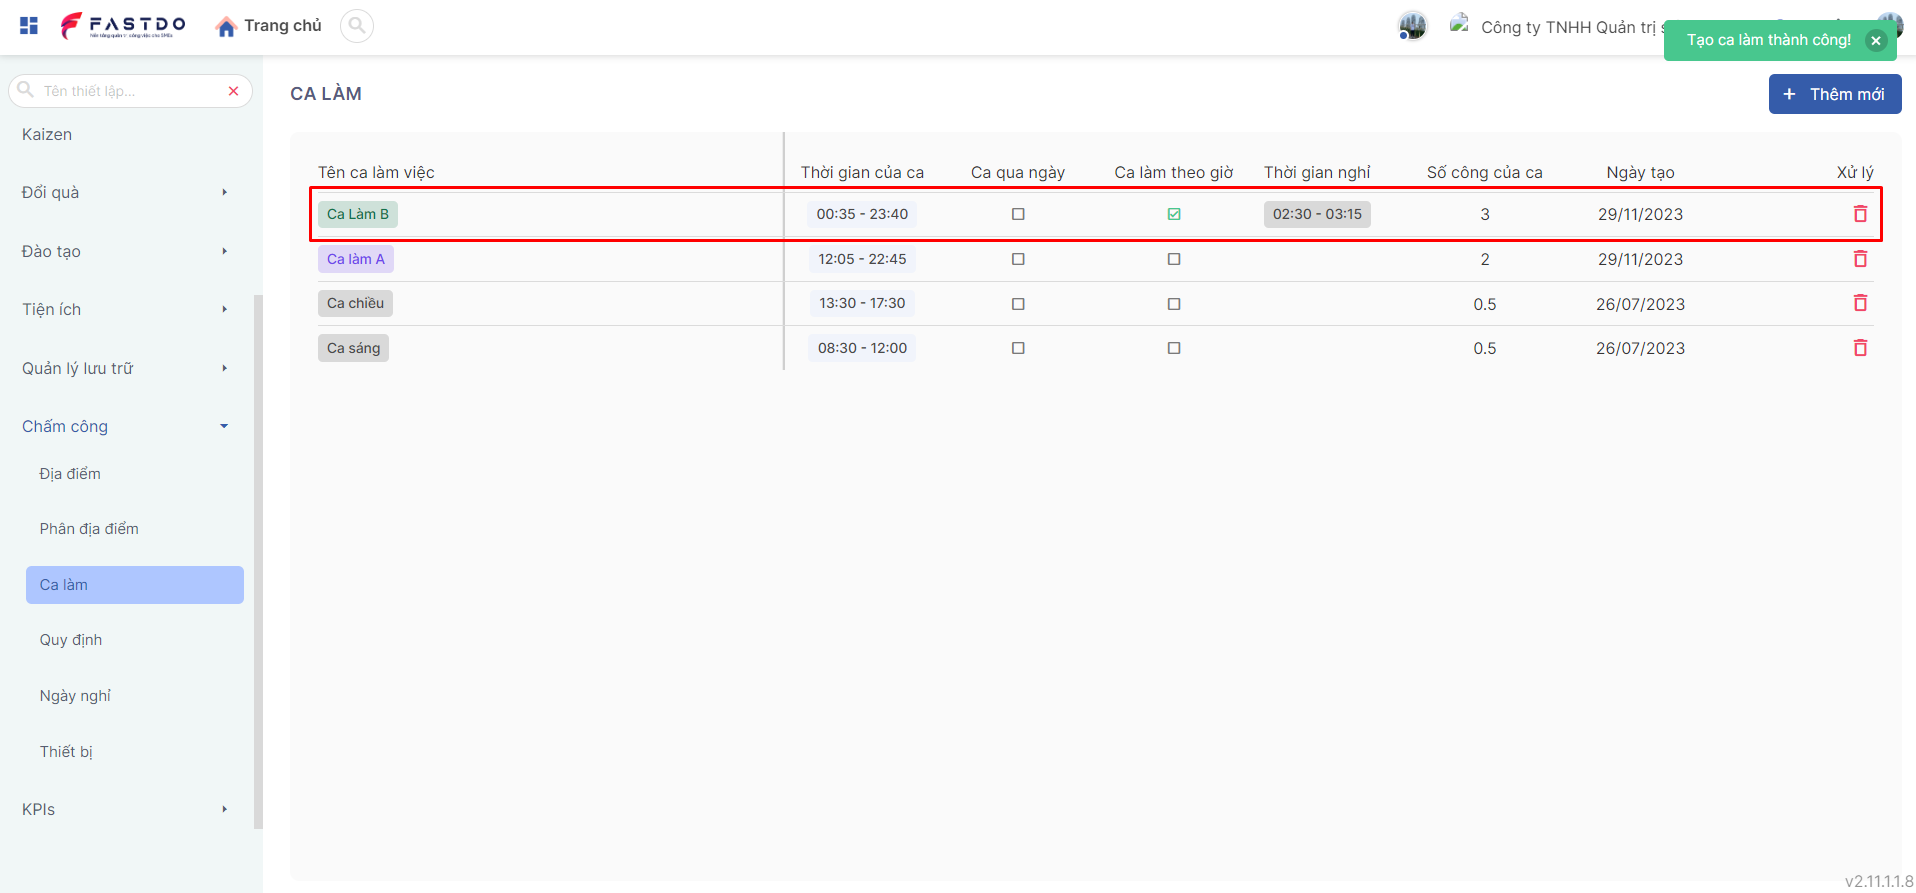 FASTDO
Trang chủ
Công ty TNHH Quản trị
Tạo ca làm thành công!
Tên thiết lập...
Kaizen
Đổi quà
Đào tạo
Tiện ích
Quản lý lưu trữ
Chấm công
Địa điểm
Phân địa điểm
Ca làm
Quy định
Ngày nghỉ
Thiết bị
KPIs
CA LÀM
+ Thêm mới
Tên ca làm việc Thời gian của ca Ca qua ngày Ca làm theo giờ Thời gian nghỉ Số công của ca Ngày tạo Xử lý
Ca Làm B 00:35 - 23:40 02:30 - 03:15 3 29/11/2023
Ca làm A 12:05 - 22:45 2 29/11/2023
Ca chiều 13:30 - 17:30 0.5 26/07/2023
Ca sáng 08:30 - 12:00 0.5 26/07/2023
v2.11.1.1.8